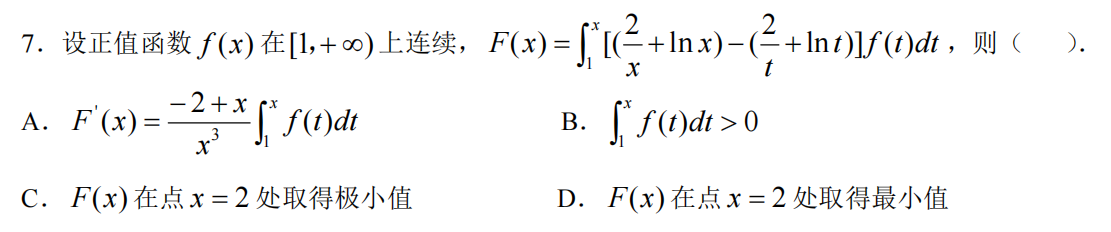 7．设正值函数 f(x) 在[1,+∞)上连续，F(x)=∫₁ˣ[(2/x+ln x)−(2/t+ln t)]f(t)dt，则（　　）．
A．F'(x)=(−2+x)/x³ ∫₁ˣ f(t)dt　　B．∫₁ˣ f(t)dt>0
C．F(x)在点 x=2 处取得极小值　　D．F(x)在点 x=2 处取得最小值